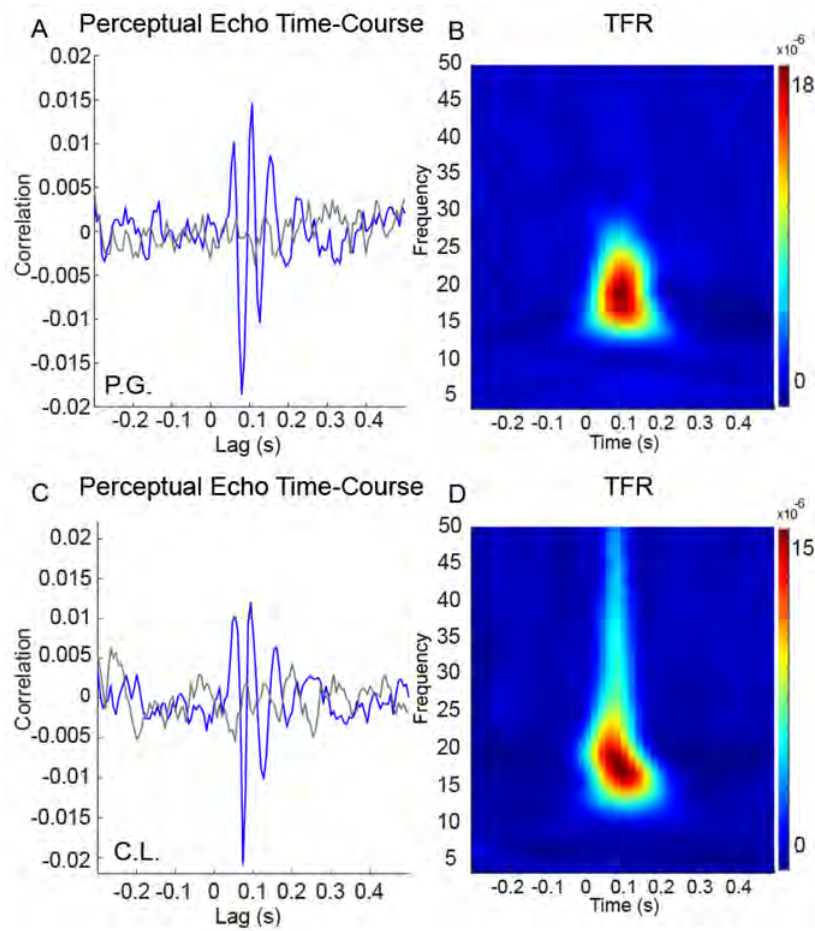 A Perceptual Echo Time-Course
0.02
0.015
0.01
0.005
0
-0.005
-0.01
-0.015
-0.02
Correlation
P.G.
-0.2 -0.1 0 0.1 0.2 0.3 0.4
Lag (s)
B TFR
50
45
40
35
30
25
20
15
10
5
Frequency
-0.2 -0.1 0 0.1 0.2 0.3 0.4
Time (s)
x10-6
18
0
C Perceptual Echo Time-Course
0.02
0.015
0.01
0.005
0
-0.005
-0.01
-0.015
-0.02
Correlation
C.L.
-0.2 -0.1 0 0.1 0.2 0.3 0.4
Lag (s)
D TFR
50
45
40
35
30
25
20
15
10
5
Frequency
-0.2 -0.1 0 0.1 0.2 0.3 0.4
Time (s)
x10-6
15
0